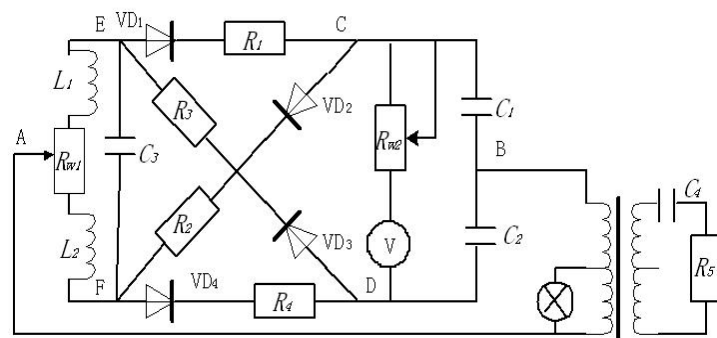 E VD1 R1 C
L1 R3 VD2 C1
A Rw1 C3 Rw2 B C4
L2 R2 VD3 V C2 R5
F VD4 R4 D